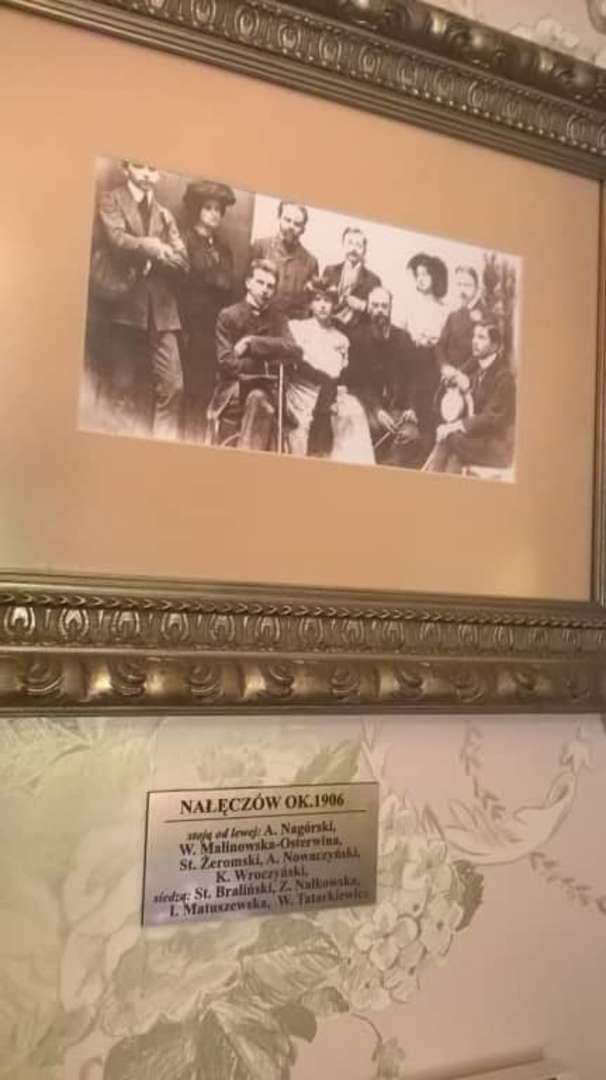 NAŁĘCZÓW OK.1906
stoją od lewej: A. Nagórski,
W. Malinowska-Osterwina,
St. Żeromski, A. Nowaczyński,
K. Wroczyński,
siedzą: St. Braliński, Z. Nałkowska,
I. Matuszewska, W. Tatarkiewicz